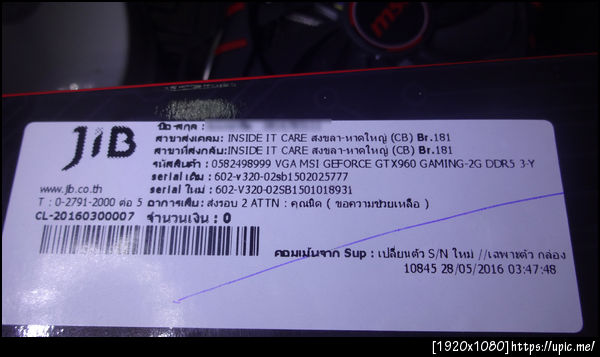 msi
JIB
ชื่อ-สกุล :
สาขาส่งเคลม: INSIDE IT CARE สงขลา-หาดใหญ่ (CB) Br.181
สาขาที่ส่งกลับ:INSIDE IT CARE สงขลา-หาดใหญ่ (CB) Br.181
รหัสสินค้า : 0582498999 VGA MSI GEFORCE GTX960 GAMING-2G DDR5 3-Y
serial เดิม : 602-v320-02sb1502025777
serial ใหม่ : 602-V320-02SB1501018931
www.jib.co.th
T : 0-2791-2000 ต่อ 5 อาการเพิ่ม: ส่งรอบ 2 ATTN : คุณนิด ( ขอความช่วยเหลือ )
CL-20160300007 จำนวนเงิน : 0
คอมเม้นจาก Sup : เปลี่ยนตัว S/N ใหม่ //เฉพาะตัว กล่อง
10845 28/05/2016 03:47:48
[1920x1080]https://upic.me/